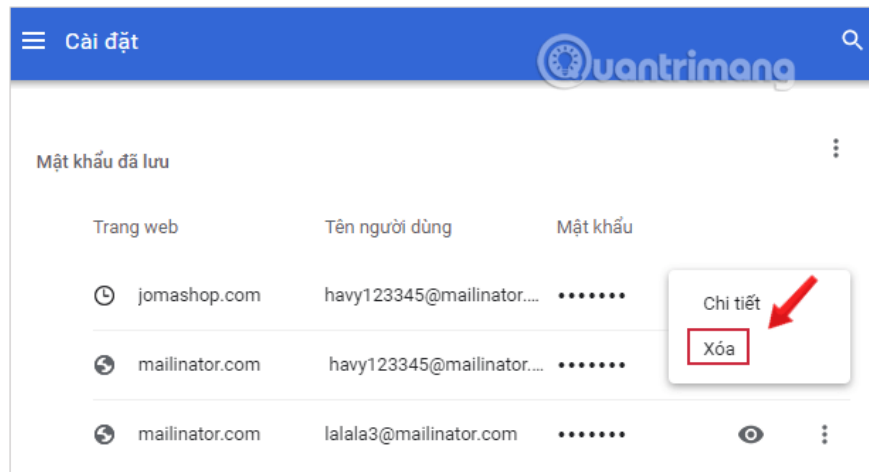 Cài đặt
Quantrimang
Mật khẩu đã lưu
Trang web Tên người dùng Mật khẩu
jomashop.com havy123345@mailinator.... •••••••
Chi tiết
Xóa
mailinator.com havy123345@mailinator.... •••••••
mailinator.com lalala3@mailinator.com •••••••